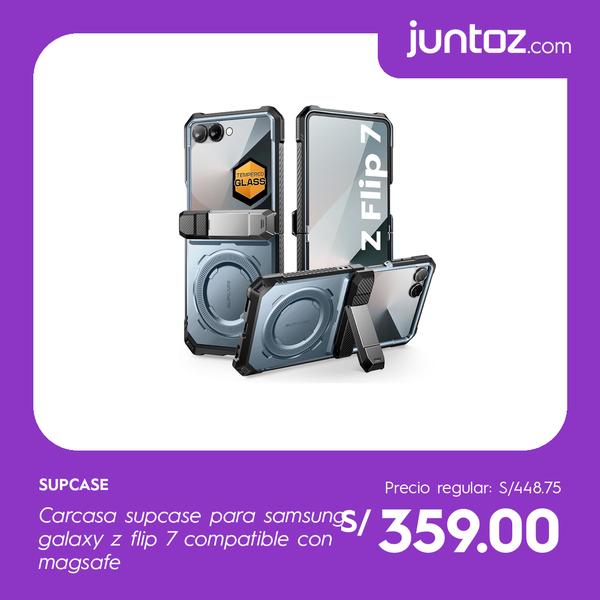 juntoz.com
TEMPERED
GLASS
Z Flip 7
SUPCASE
Carcasa supcase para samsung
galaxy z flip 7 compatible con
magsafe
Precio regular: S/448.75
S/ 359.00